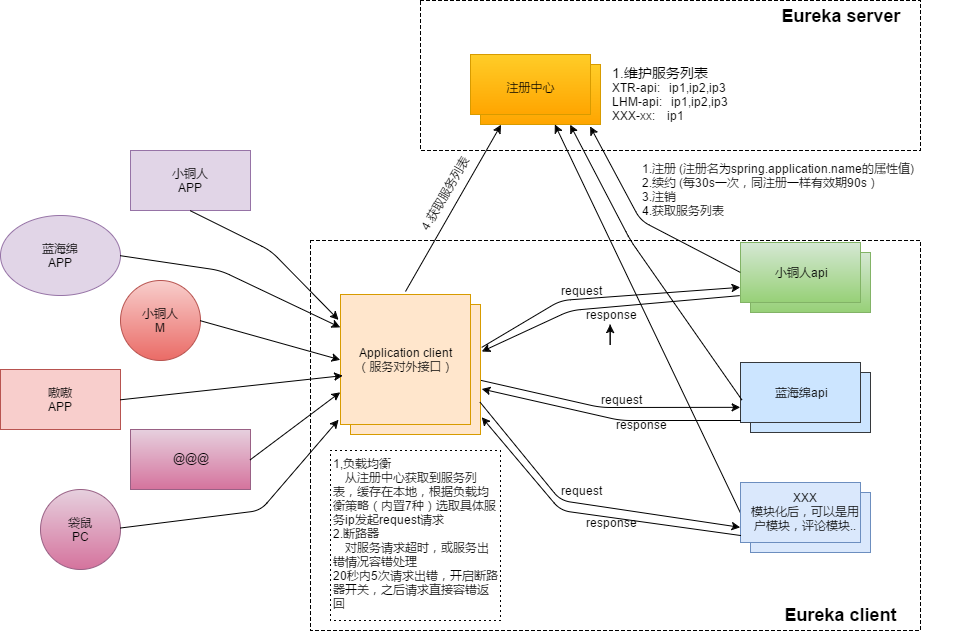 Eureka server
注册中心
1.维护服务列表
XTR-api: ip1,ip2,ip3
LHM-api: ip1,ip2,ip3
XXX-xx: ip1
小铜人
APP
4.获取服务列表
1.注册 (注册名为spring.application.name的属性值)
2.续约 (每30s一次，同注册一样有效期90s )
3.注销
4.获取服务列表
蓝海绵
APP
小铜人
M
嗷嗷
APP
@@@
袋鼠
PC
Application client
（服务对外接口）
request
response
小铜人api
request
response
蓝海绵api
request
response
XXX
模块化后，可以是用
户模块，评论模块..
1,负载均衡
从注册中心获取到服务列
表，缓存在本地，根据负载均
衡策略（内置7种）选取具体服
务ip发起request请求
2.断路器
对服务请求超时，或服务出
错情况容错处理
20秒内5次请求出错，开启断路
器开关，之后请求直接容错返
回
Eureka client